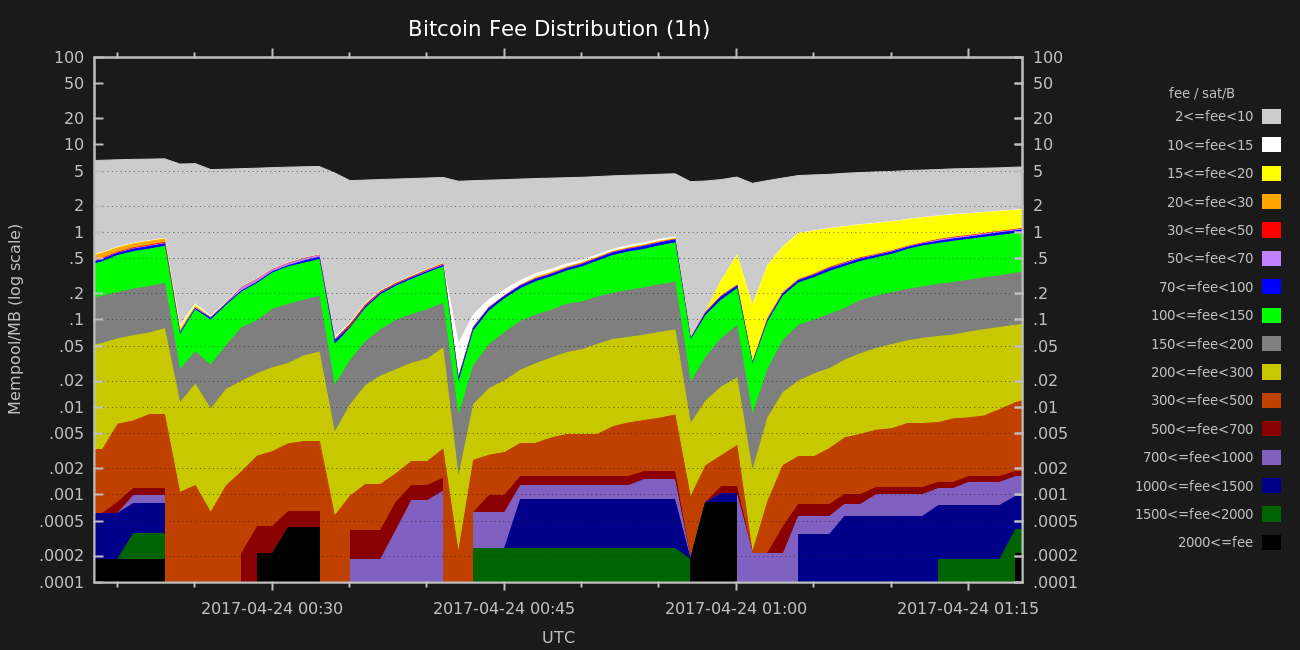 Bitcoin Fee Distribution (1h)
Mempool/MB (log scale)
100
50
20
10
5
2
1
.5
.2
.1
.05
.02
.01
.005
.002
.001
.0005
.0002
.0001
100
50
20
10
5
2
1
.5
.2
.1
.05
.02
.01
.005
.002
.001
.0005
.0002
.0001
2017-04-24 00:30
2017-04-24 00:45
2017-04-24 01:00
2017-04-24 01:15
UTC
fee / sat/B
2<=fee<10
10<=fee<15
15<=fee<20
20<=fee<30
30<=fee<50
50<=fee<70
70<=fee<100
100<=fee<150
150<=fee<200
200<=fee<300
300<=fee<500
500<=fee<700
700<=fee<1000
1000<=fee<1500
1500<=fee<2000
2000<=fee